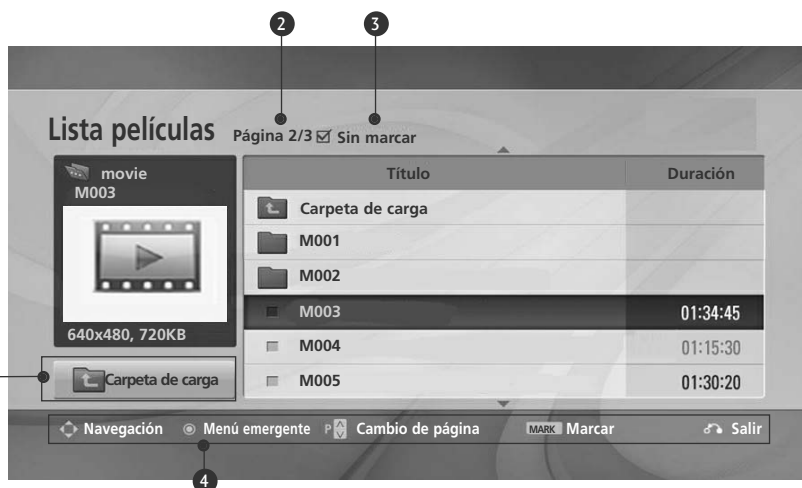 2 3
Lista películas Página 2/3 Sin marcar
movie
M003
640x480, 720KB
Carpeta de carga
Título Duración
Carpeta de carga
M001
M002
M003 01:34:45
M004 01:15:30
M005 01:30:20
Navegación Menú emergente P Cambio de página MARK Marcar Salir
4